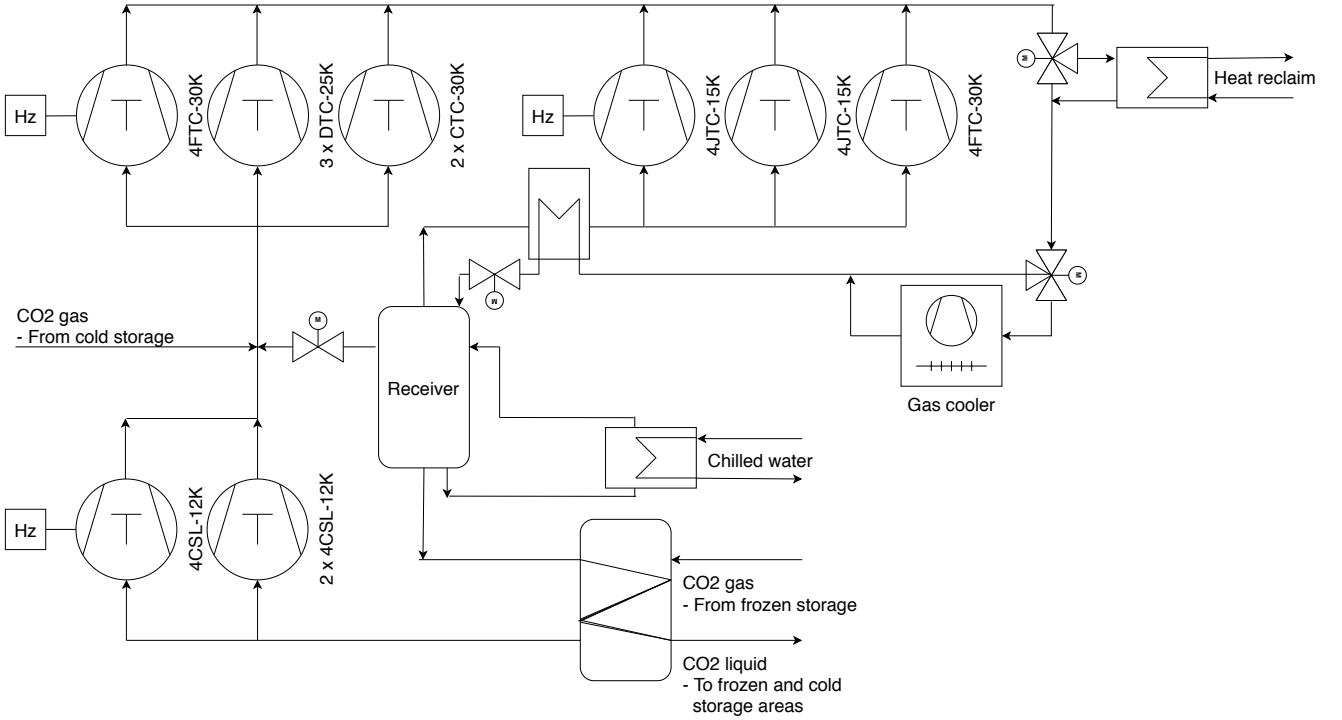 Hz
4FTC-30K
3 x DTC-25K
2 x CTC-30K
Hz
4JTC-15K
4JTC-15K
4FTC-30K
M
Heat reclaim
M
M
CO2 gas
- From cold storage
M
Receiver
Gas cooler
Chilled water
Hz
4CSL-12K
2 x 4CSL-12K
CO2 gas
- From frozen storage
CO2 liquid
- To frozen and cold
storage areas